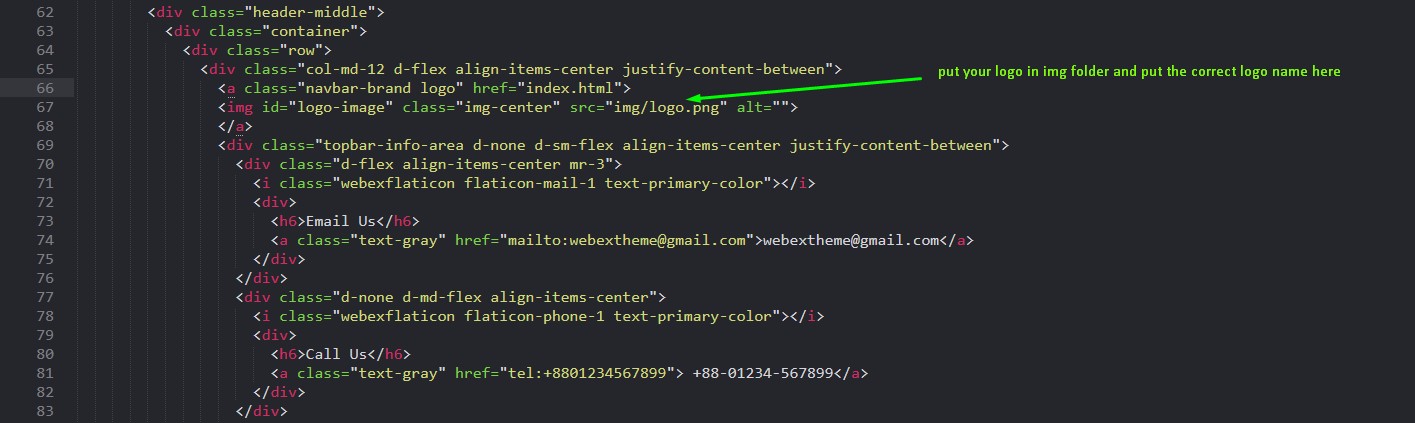 62 <div class="header-middle">
63 <div class="container">
64 <div class="row">
65 <div class="col-md-12 d-flex align-items-center justify-content-between">
put your logo in img folder and put the correct logo name here
66 <a class="navbar-brand logo" href="index.html">
67 <img id="logo-image" class="img-center" src="img/logo.png" alt="">
68 </a>
69 <div class="topbar-info-area d-none d-sm-flex align-items-center justify-content-between">
70 <div class="d-flex align-items-center mr-3">
71 <i class="webexflaticon flaticon-mail-1 text-primary-color"></i>
72 <div>
73 <h6>Email Us</h6>
74 <a class="text-gray" href="mailto:webextheme@gmail.com">webextheme@gmail.com</a>
75 </div>
76 </div>
77 <div class="d-none d-md-flex align-items-center">
78 <i class="webexflaticon flaticon-phone-1 text-primary-color"></i>
79 <div>
80 <h6>Call Us</h6>
81 <a class="text-gray" href="tel:+8801234567899"> +88-01234-567899</a>
82 </div>
83 </div>